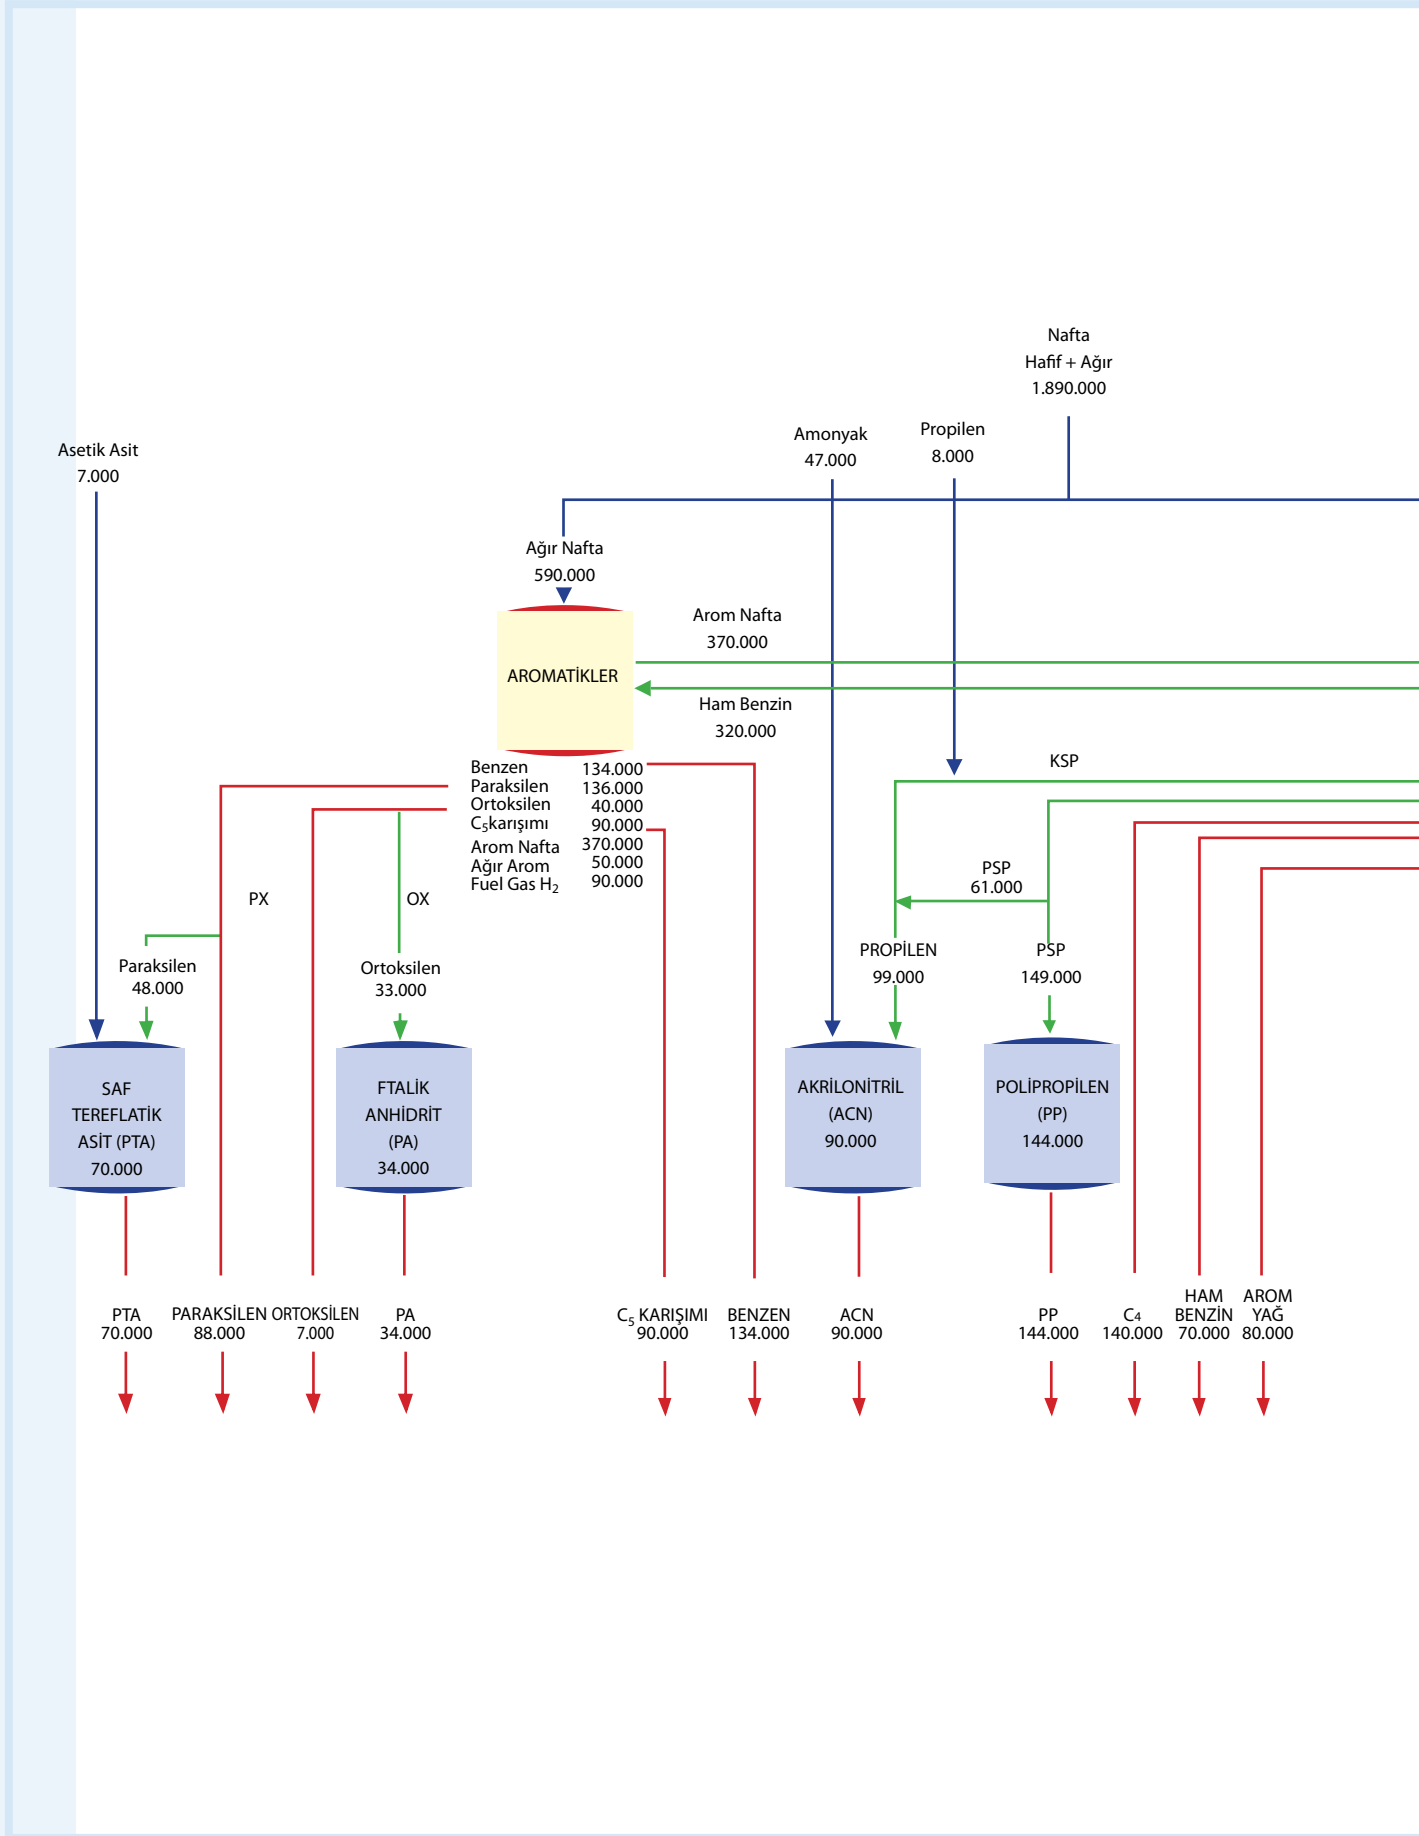 Nafta
Hafif + Ağır
1.890.000
Asetik Asit
7.000
Amonyak
47.000
Propilen
8.000
Ağır Nafta
590.000
AROMATİKLER
Arom Nafta
370.000
Ham Benzin
320.000
KSP
Benzen 134.000
Paraksilen 136.000
Ortoksilen 40.000
C5karışımı 90.000
Arom Nafta 370.000
Ağır Arom 50.000
Fuel Gas H2 90.000
PX
OX
PSP
61.000
Paraksilen
48.000
Ortoksilen
33.000
PROPİLEN
99.000
PSP
149.000
SAF
TEREFLATİK
ASİT (PTA)
70.000
FTALİK
ANHİDRİT
(PA)
34.000
AKRİLONİTRİL
(ACN)
90.000
POLİPROPİLEN
(PP)
144.000
PTA
70.000
PARAKSİLEN
88.000
ORTOKSİLEN
7.000
PA
34.000
C5 KARIŞIMI
90.000
BENZEN
134.000
ACN
90.000
PP
144.000
C4
140.000
HAM
BENZİN
70.000
AROM
YAĞ
80.000